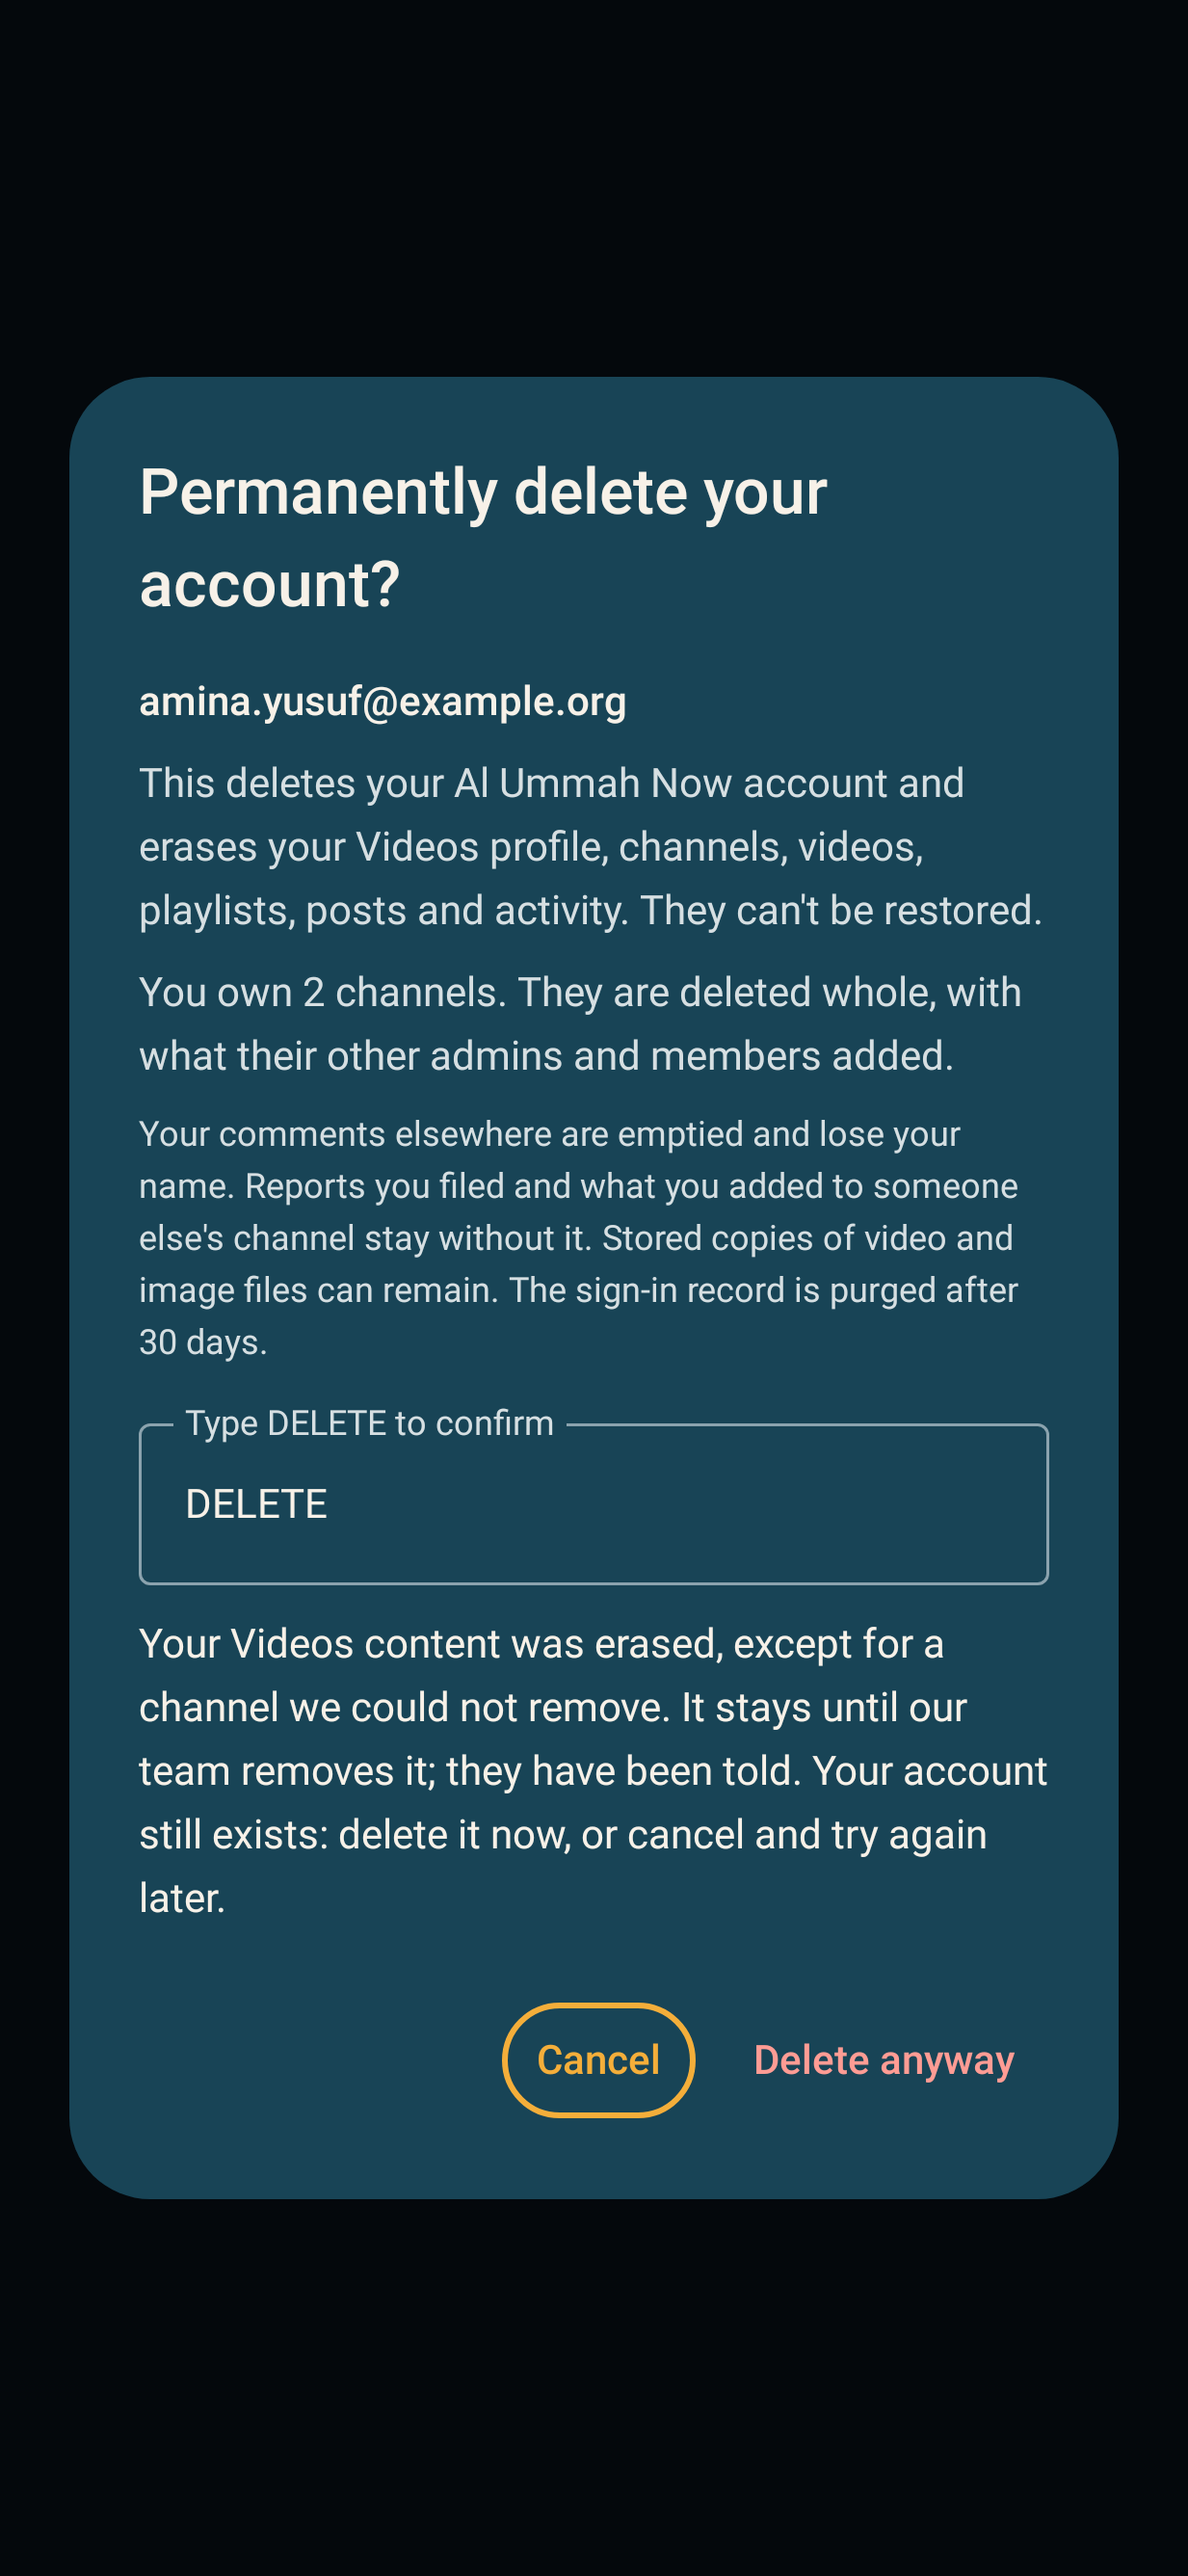 Permanently delete your
account?
amina.yusuf@example.org
This deletes your Al Ummah Now account and
erases your Videos profile, channels, videos,
playlists, posts and activity. They can't be restored.
You own 2 channels. They are deleted whole, with
what their other admins and members added.
Your comments elsewhere are emptied and lose your
name. Reports you filed and what you added to someone
else's channel stay without it. Stored copies of video and
image files can remain. The sign-in record is purged after
30 days.
Type DELETE to confirm
DELETE
Your Videos content was erased, except for a
channel we could not remove. It stays until our
team removes it; they have been told. Your account
still exists: delete it now, or cancel and try again
later.
Cancel Delete anyway